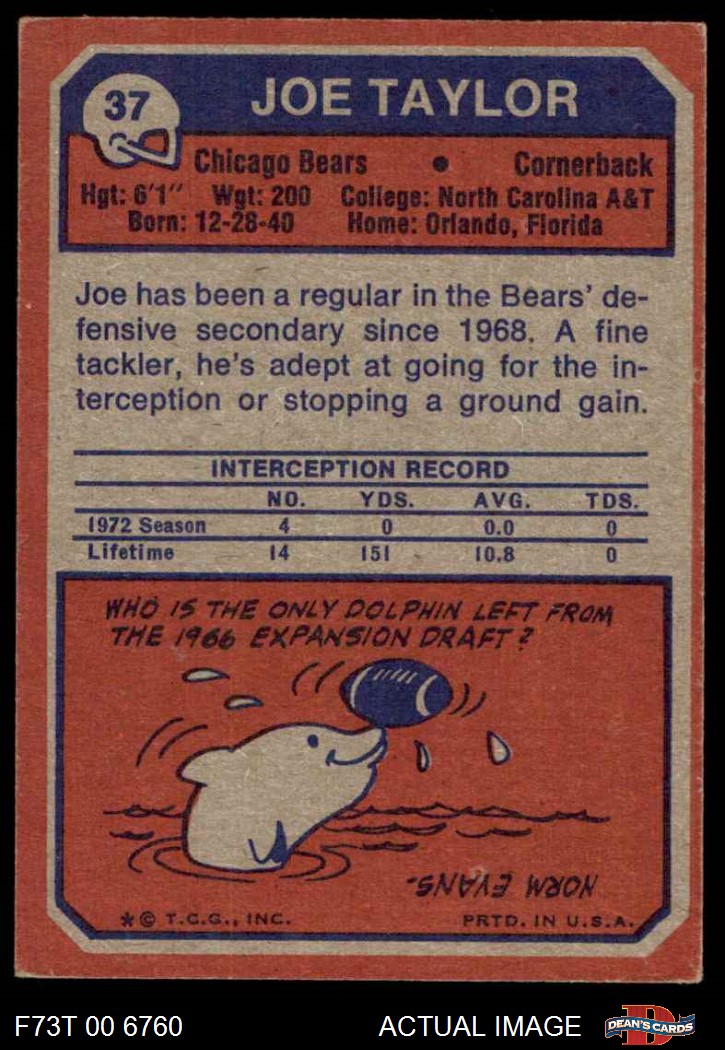 37
JOE TAYLOR
Chicago Bears • Cornerback
Hgt: 6'1" Wgt: 200 College: North Carolina A&T
Born: 12-28-40 Home: Orlando, Florida
Joe has been a regular in the Bears' de-
fensive secondary since 1968. A fine
tackler, he's adept at going for the in-
terception or stopping a ground gain.
INTERCEPTION RECORD
NO. YDS. AVG. TDS.
1972 Season 4 0 0.0 0
Lifetime 14 151 10.8 0
WHO IS THE ONLY DOLPHIN LEFT FROM
THE 1966 EXPANSION DRAFT?
NORM EVANS.
*© T.C.G., INC. PRTD. IN U.S.A.
F73T 00 6760 ACTUAL IMAGE
D
DEAN'S CARDS